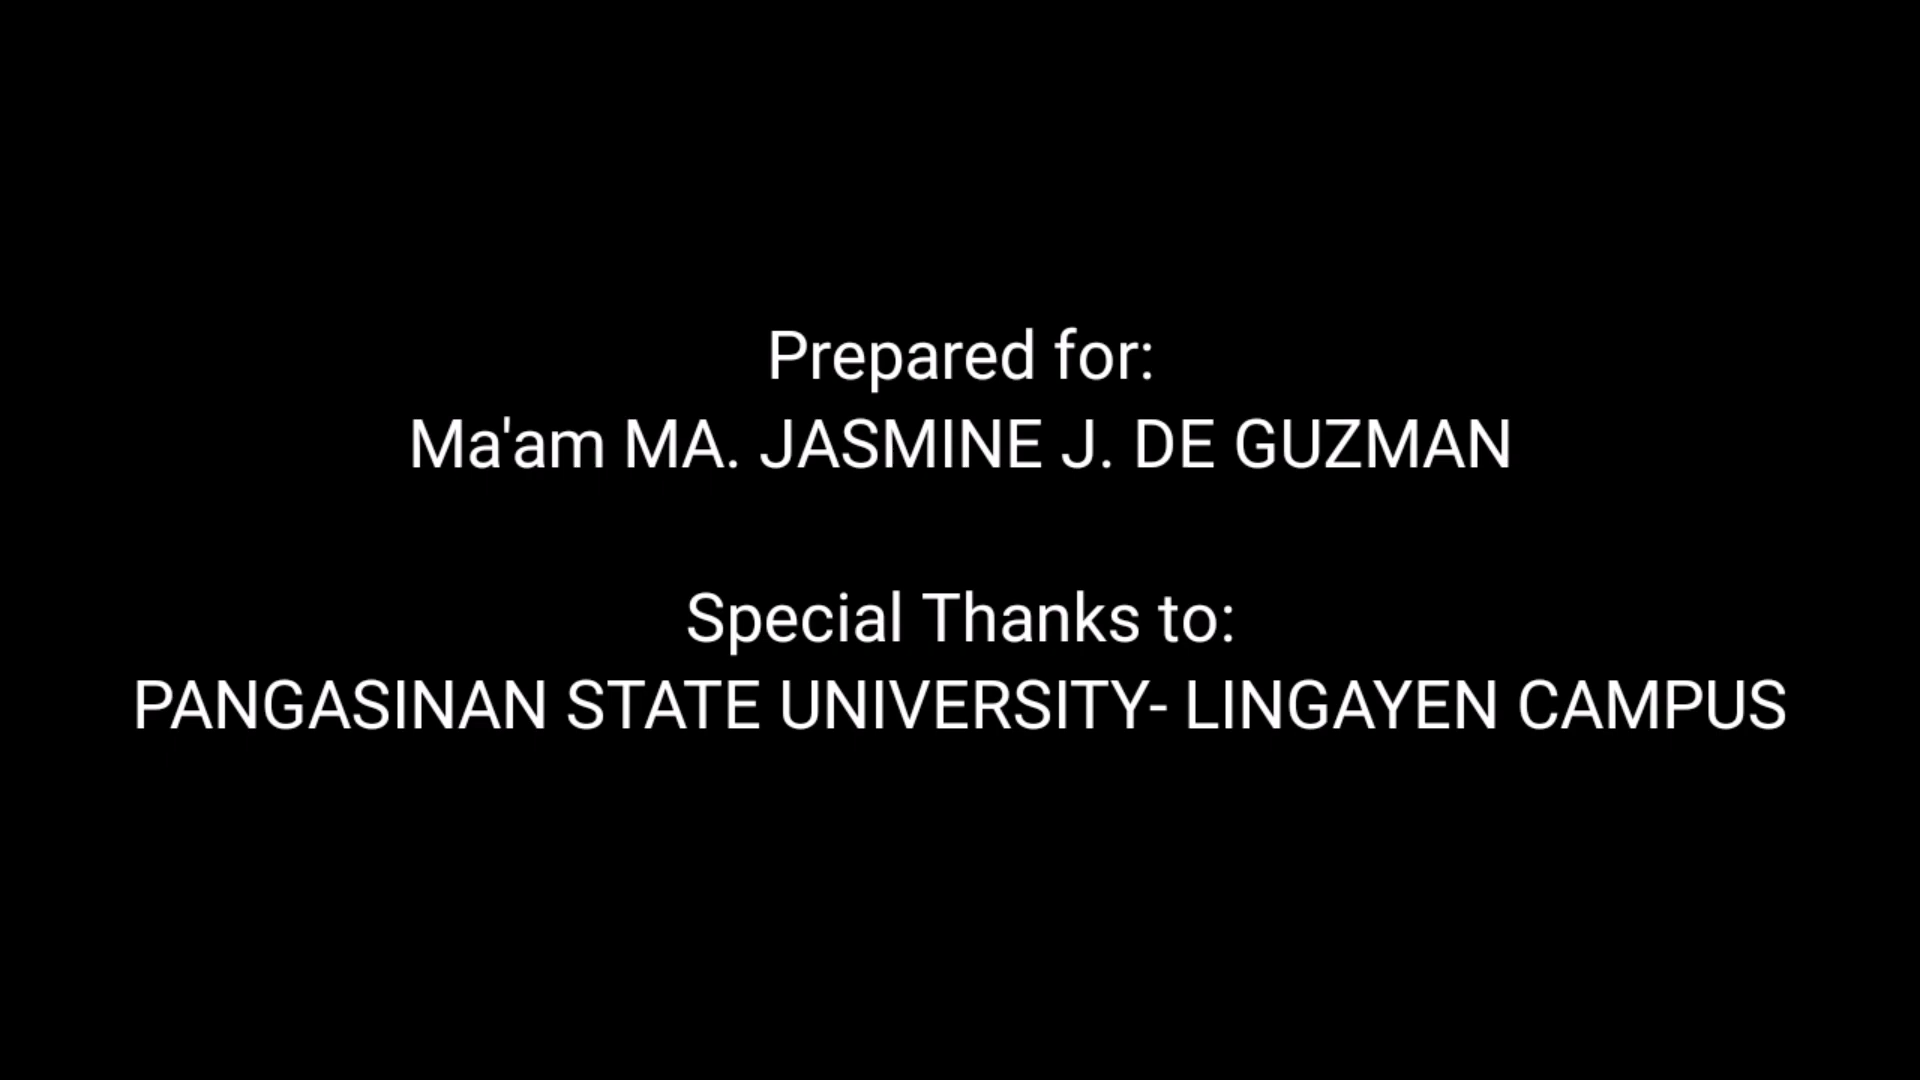 Prepared for:
Ma'am MA. JASMINE J. DE GUZMAN
Special Thanks to:
PANGASINAN STATE UNIVERSITY- LINGAYEN CAMPUS